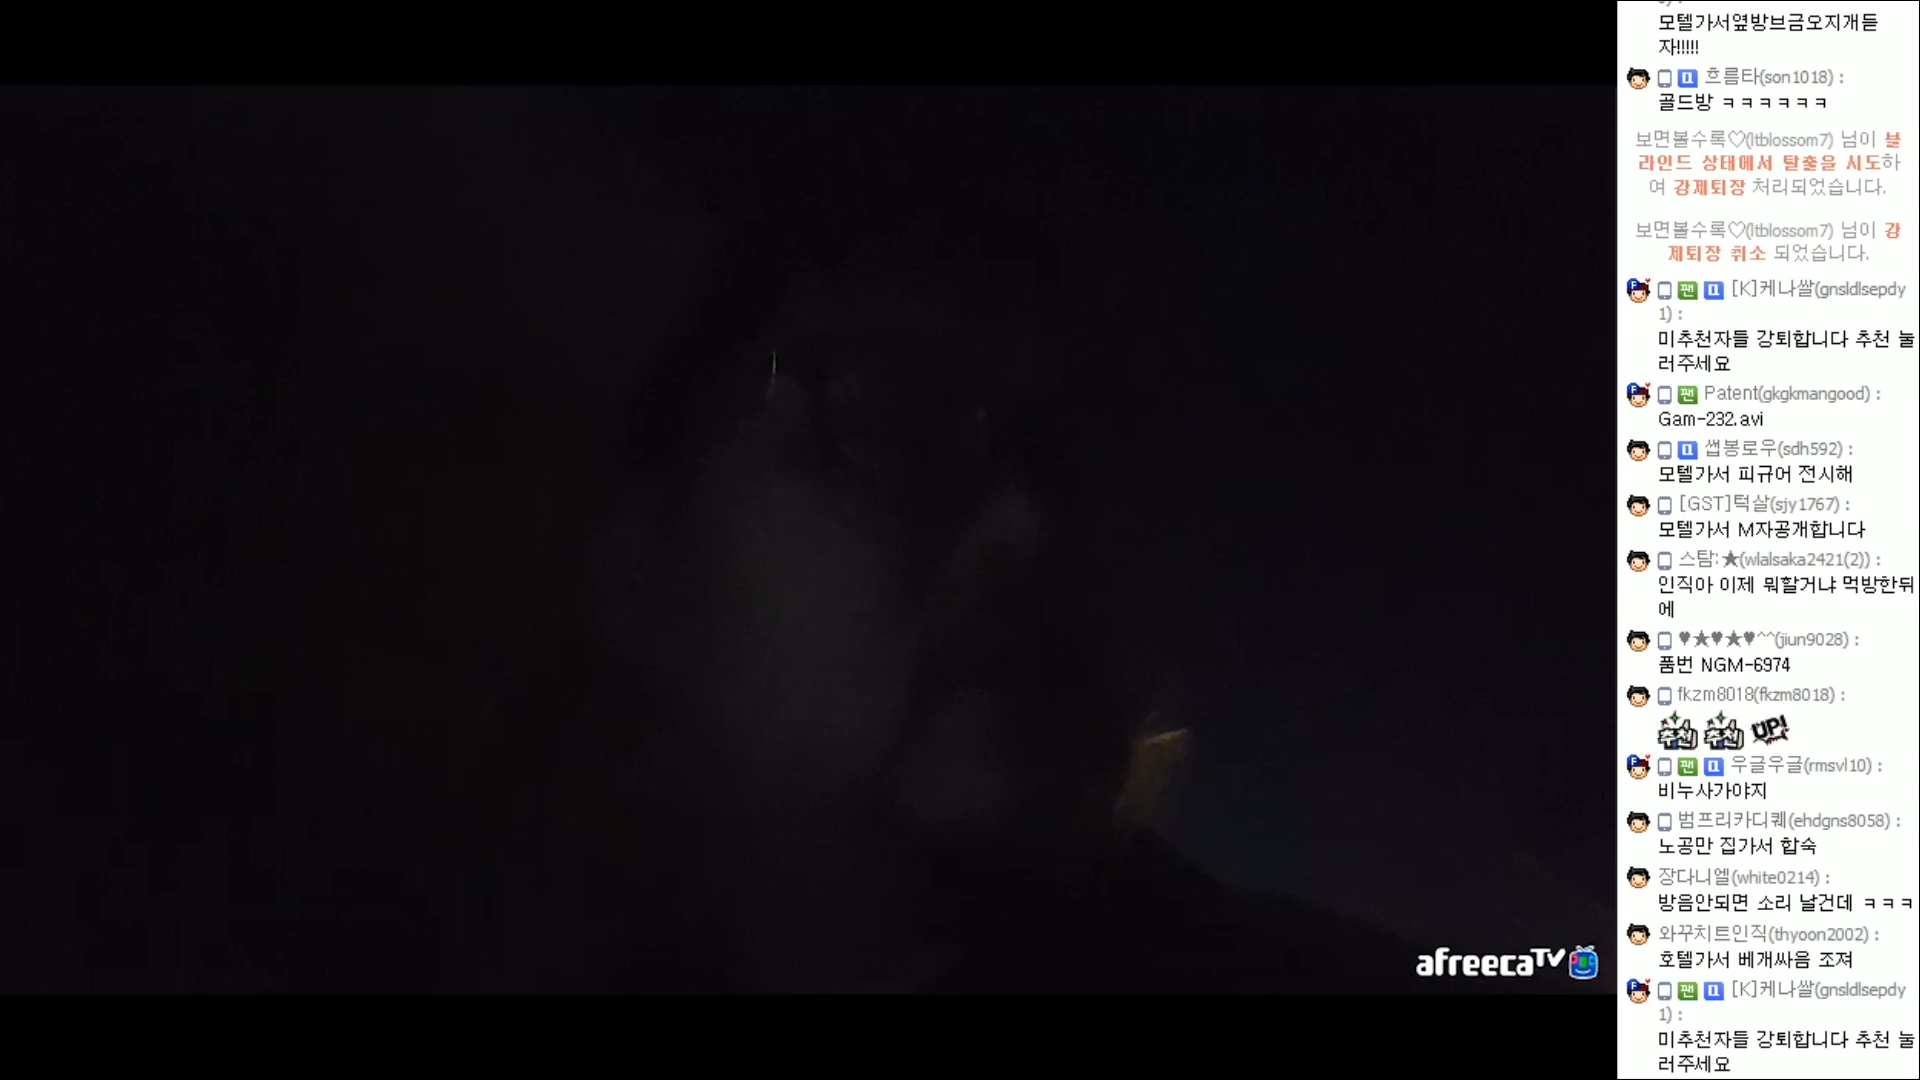 모텔가서옆방브금오지개듣
자!!!!!
흐름타(son1018) :
골드방 ㅋㅋㅋㅋㅋㅋ
보면볼수록♡(ltblossom7) 님이 블
라인드 상태에서 탈출을 시도하
여 강제퇴장 처리되었습니다.
보면볼수록♡(ltblossom7) 님이 강
제퇴장 취소 되었습니다.
팬 [K]케나쌀(gnsldlsepdy
1) :
미추천자들 강퇴합니다 추천 눌
러주세요
팬 Patent(gkgkmangood) :
Gam-232.avi
썹봉로우(sdh592) :
모텔가서 피규어 전시해
[GST]턱살(sjy1767) :
모텔가서 M자공개합니다
스탐:★(wlalsaka2421(2)) :
인직아 이제 뭐할거냐 먹방한뒤
에
♥★♥★♥^^(jiun9028) :
품번 NGM-6974
fkzm8018(fkzm8018) :
추천 추천 UP!
팬 우글우글(rmsvl10) :
비누사가야지
범프리카디퀘(ehdgns8058) :
노공만 집가서 합숙
장다니엘(white0214) :
방음안되면 소리 날건데 ㅋㅋㅋ
와꾸치트인직(thyoon2002) :
호텔가서 베개싸움 조져
팬 [K]케나쌀(gnsldlsepdy
1) :
미추천자들 강퇴합니다 추천 눌
러주세요
afreecaTV